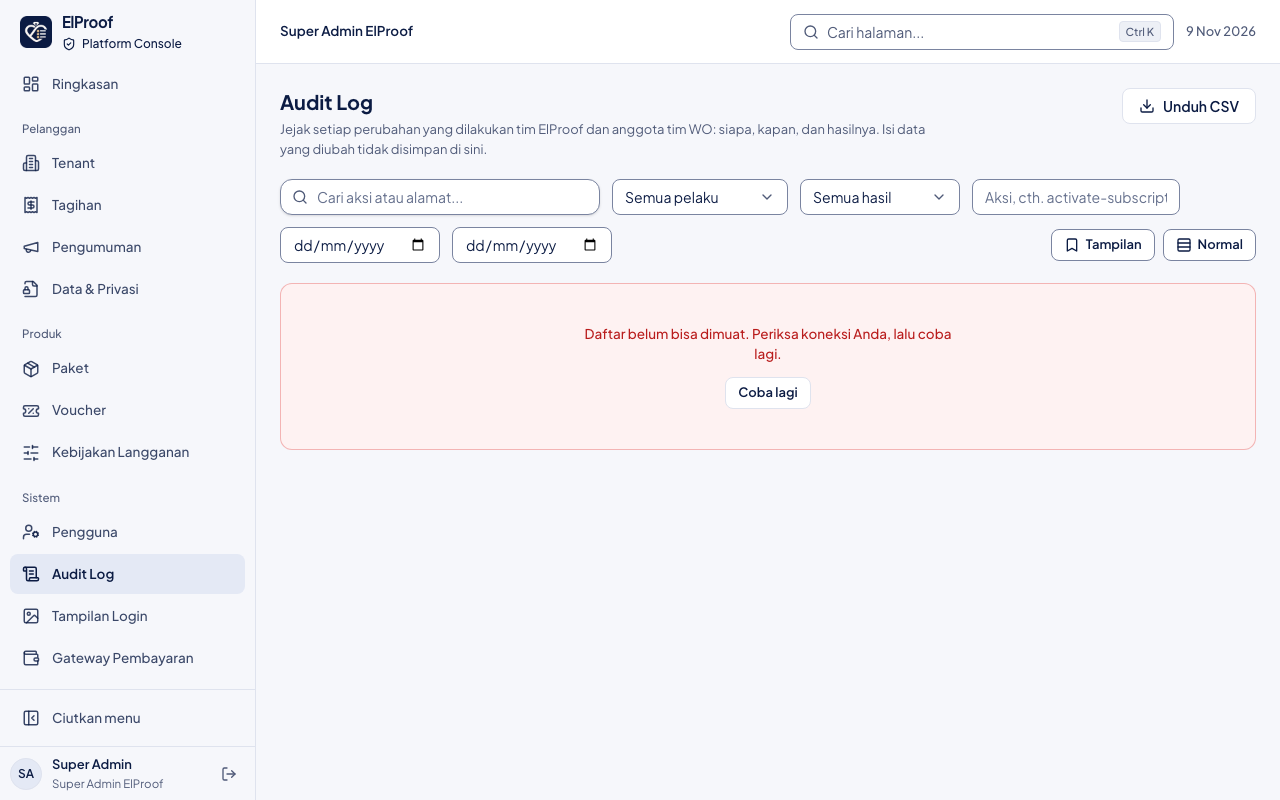 ElProof
Platform Console
Ringkasan
Pelanggan
Tenant
Tagihan
Pengumuman
Data & Privasi
Produk
Paket
Voucher
Kebijakan Langganan
Sistem
Pengguna
Audit Log
Tampilan Login
Gateway Pembayaran
Ciutkan menu
SA
Super Admin
Super Admin ElProof
Super Admin ElProof
Cari halaman...
Ctrl K
9 Nov 2026
Audit Log
Unduh CSV
Jejak setiap perubahan yang dilakukan tim ElProof dan anggota tim WO: siapa, kapan, dan hasilnya. Isi data
yang diubah tidak disimpan di sini.
Cari aksi atau alamat...
Semua pelaku
Semua hasil
Aksi, cth. activate-subscript
dd/mm/yyyy
dd/mm/yyyy
Tampilan
Normal
Daftar belum bisa dimuat. Periksa koneksi Anda, lalu coba
lagi.
Coba lagi